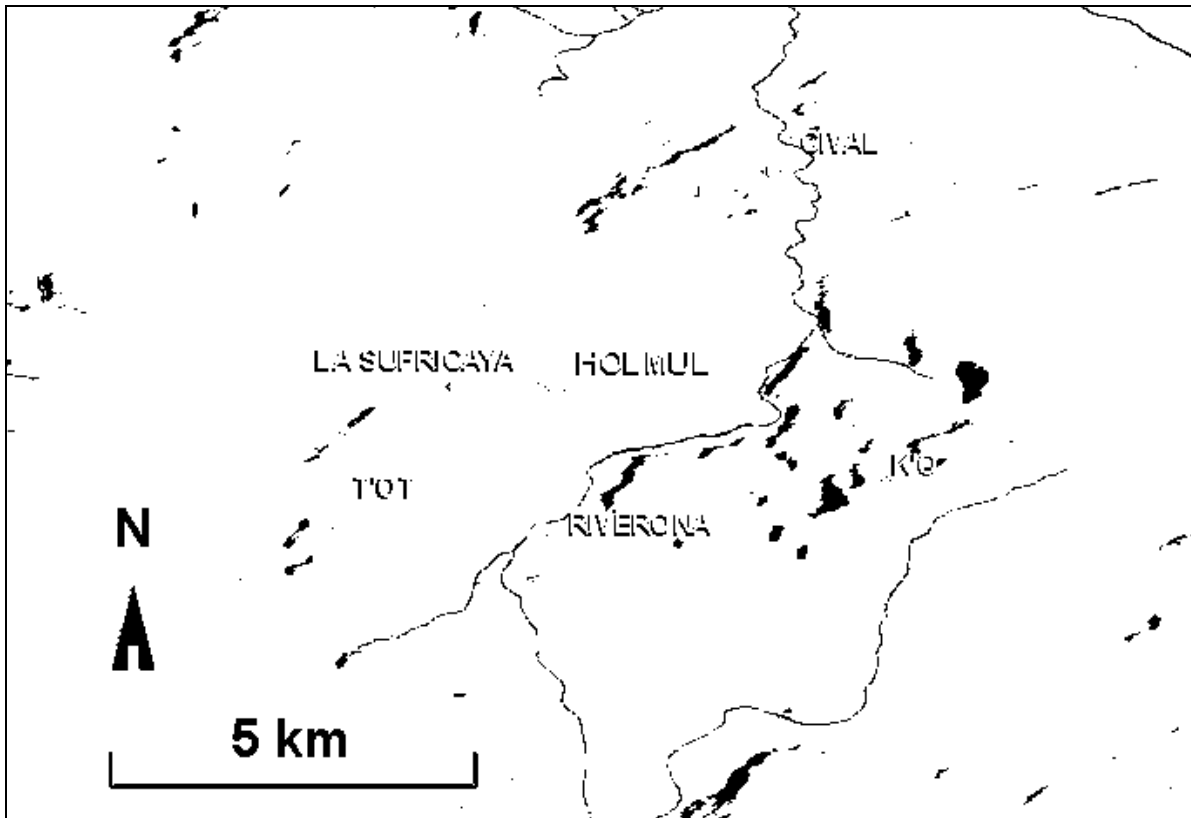 CIVAL
LA SUFRICAYA HOLMUL
K'O
T'OT
N
RIVERONA
5 km